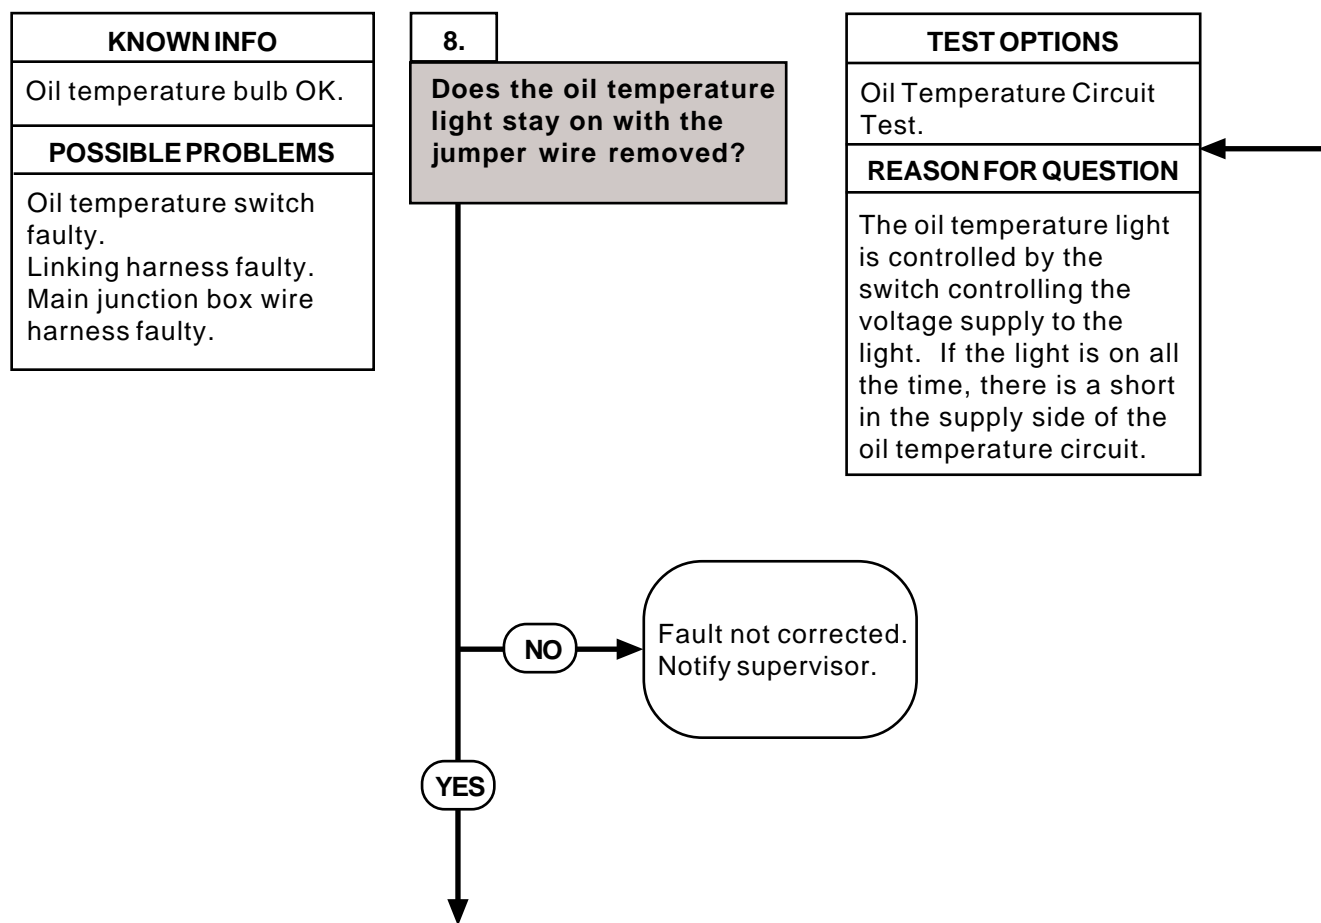 KNOWN INFO
Oil temperature bulb OK.
POSSIBLE PROBLEMS
Oil temperature switch
faulty.
Linking harness faulty.
Main junction box wire
harness faulty.
8.
Does the oil temperature
light stay on with the
jumper wire removed?
TEST OPTIONS
Oil Temperature Circuit
Test.
REASON FOR QUESTION
The oil temperature light
is controlled by the
switch controlling the
voltage supply to the
light.  If the light is on all
the time, there is a short
in the supply side of the
oil temperature circuit.
NO
Fault not corrected.
Notify supervisor.
YES